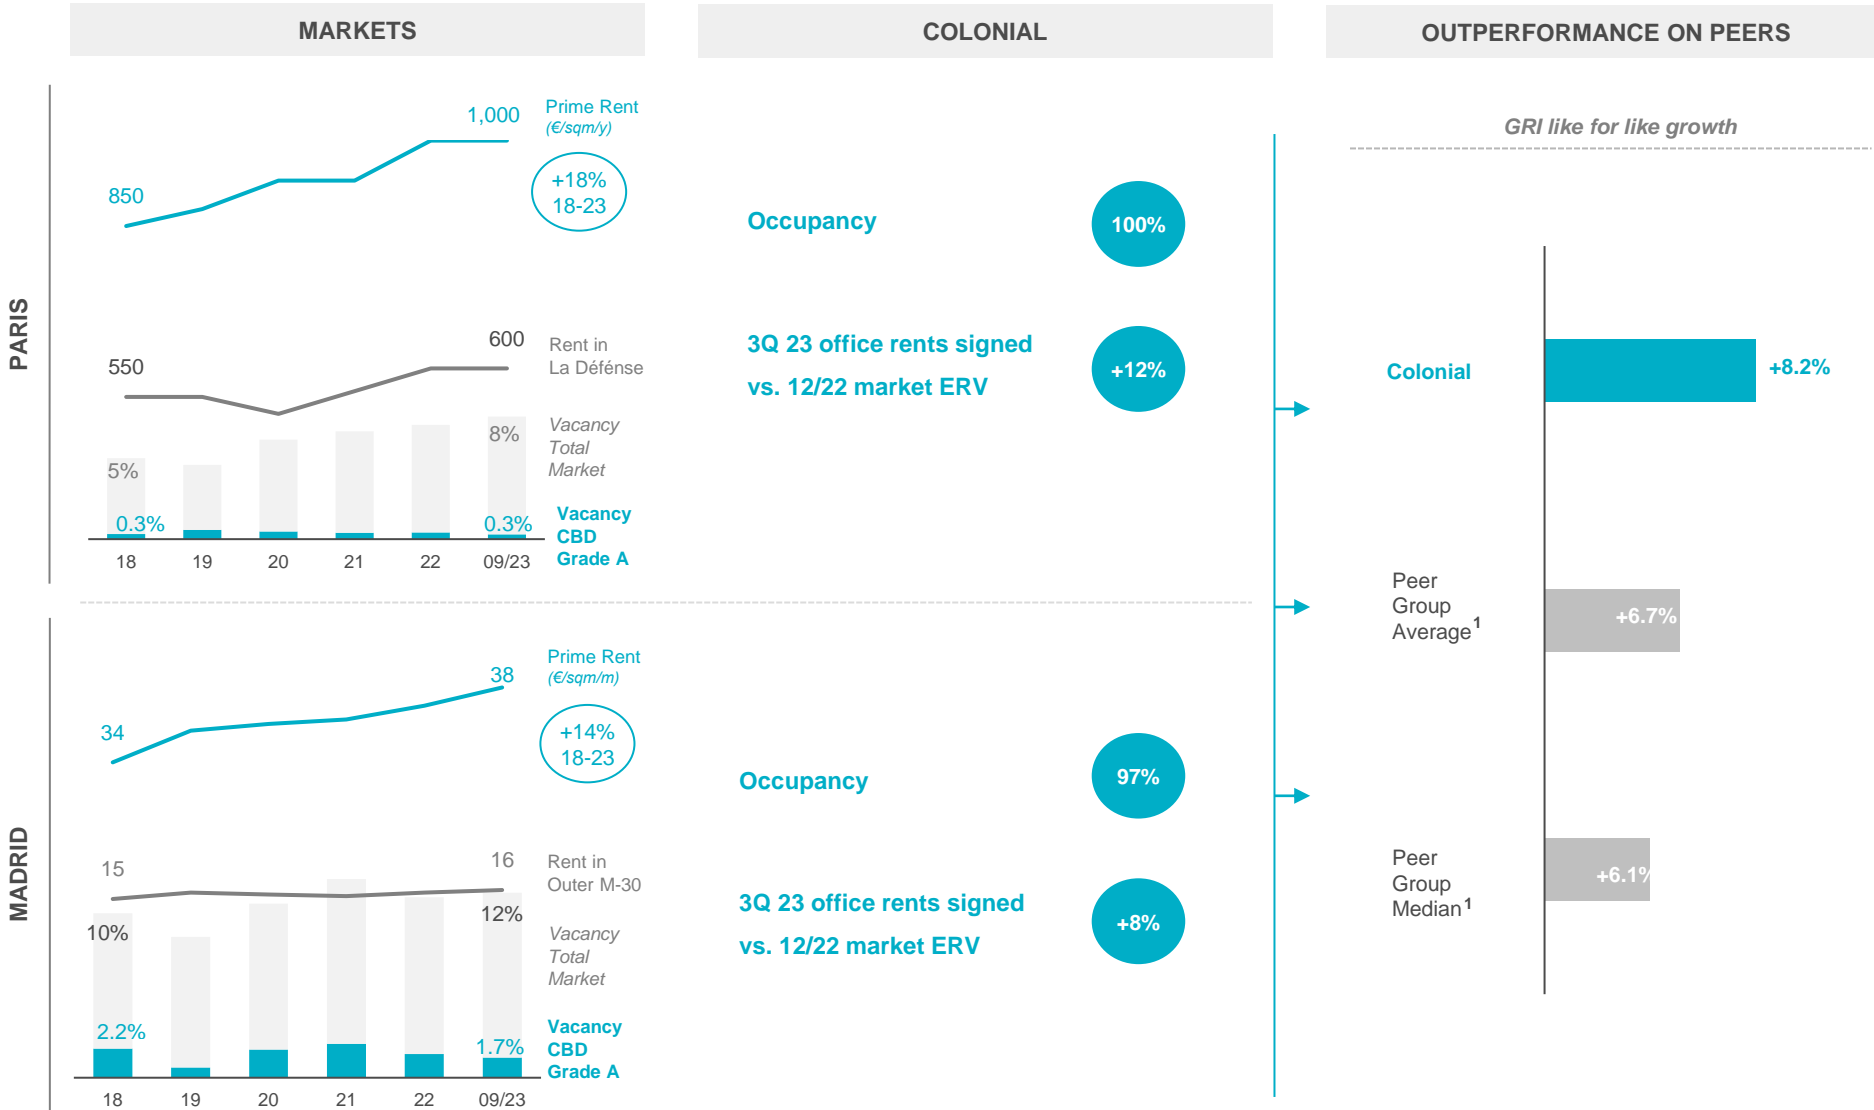 MARKETS
COLONIAL
OUTPERFORMANCE ON PEERS
PARIS
1,000
850
Prime Rent
(€/sqm/y)
+18%
18-23
600
550
Rent in
La Défénse
8%
5%
Vacancy
Total
Market
0.3%
0.3%
Vacancy
CBD
Grade A
18
19
20
21
22
09/23
Occupancy
100%
3Q 23 office rents signed
vs. 12/22 market ERV
+12%
MADRID
38
34
Prime Rent
(€/sqm/m)
+14%
18-23
15
16
Rent in
Outer M-30
10%
12%
Vacancy
Total
Market
2.2%
1.7%
Vacancy
CBD
Grade A
18
19
20
21
22
09/23
Occupancy
97%
3Q 23 office rents signed
vs. 12/22 market ERV
+8%
GRI like for like growth
Colonial
+8.2%
Peer
Group
Average1
+6.7%
Peer
Group
Median1
+6.1%